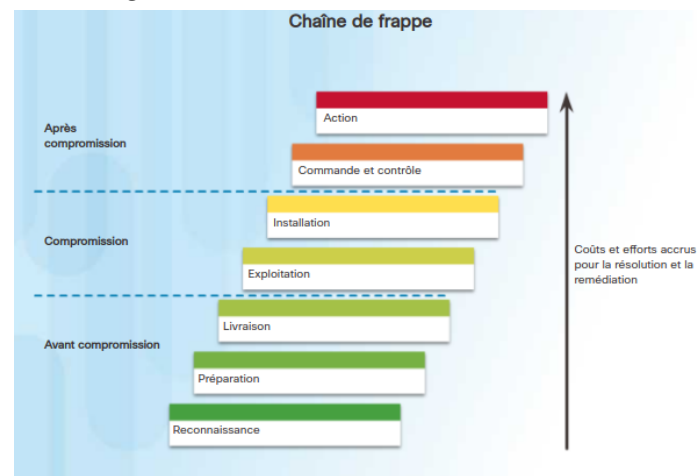 Chaîne de frappe
Action
Après
compromission
Commande et contrôle
Installation
Compromission
Coûts et efforts accrus
pour la résolution et la
remédiation
Exploitation
Livraison
Avant compromission
Préparation
Reconnaissance